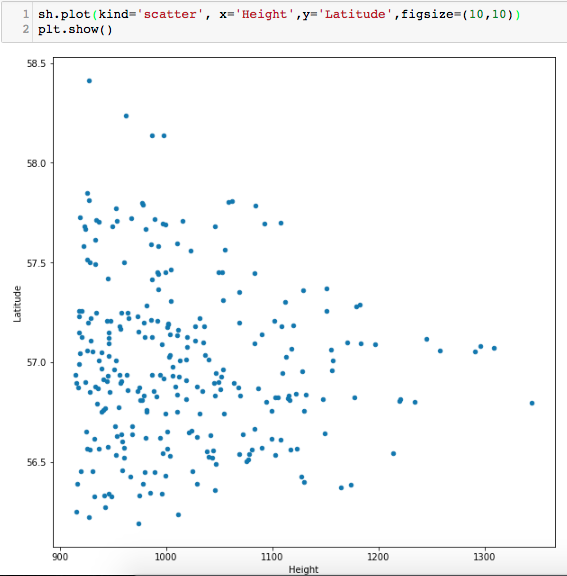 1 sh.plot(kind='scatter', x='Height',y='Latitude',figsize=(10,10))
2 plt.show()
58.5
58.0
57.5
57.0
56.5
Latitude
900 1000 1100 1200 1300
Height